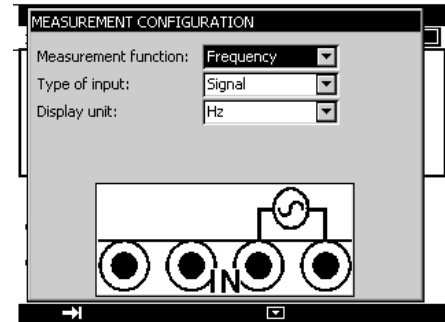 MEASUREMENT CONFIGURATION
Measurement function: Frequency
Type of input: Signal
Display unit: Hz
IN